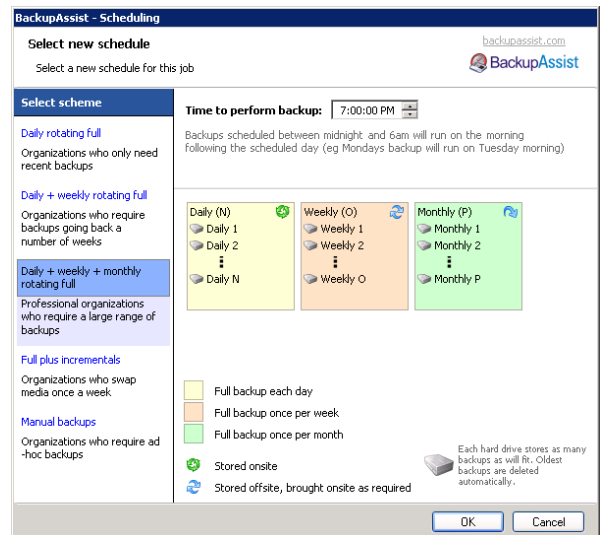 BackupAssist - Scheduling
Select new schedule
Select a new schedule for this job
backupassist.com
BackupAssist
Select scheme
Daily rotating full
Organizations who only need
recent backups
Daily + weekly rotating full
Organizations who require
backups going back a
number of weeks
Daily + weekly + monthly
rotating full
Professional organizations
who require a large range of
backups
Full plus incrementals
Organizations who swap
media once a week
Manual backups
Organizations who require ad
-hoc backups
Time to perform backup: 7:00:00 PM
Backups scheduled between midnight and 6am will run on the morning
following the scheduled day (eg Mondays backup will run on Tuesday morning)
Daily (N)
Daily 1
Daily 2
Daily N
Weekly (O)
Weekly 1
Weekly 2
Weekly O
Monthly (P)
Monthly 1
Monthly 2
Monthly P
Full backup each day
Full backup once per week
Full backup once per month
Stored onsite
Stored offsite, brought onsite as required
Each hard drive stores as many
backups as will fit. Oldest
backups are deleted
automatically.
OK
Cancel